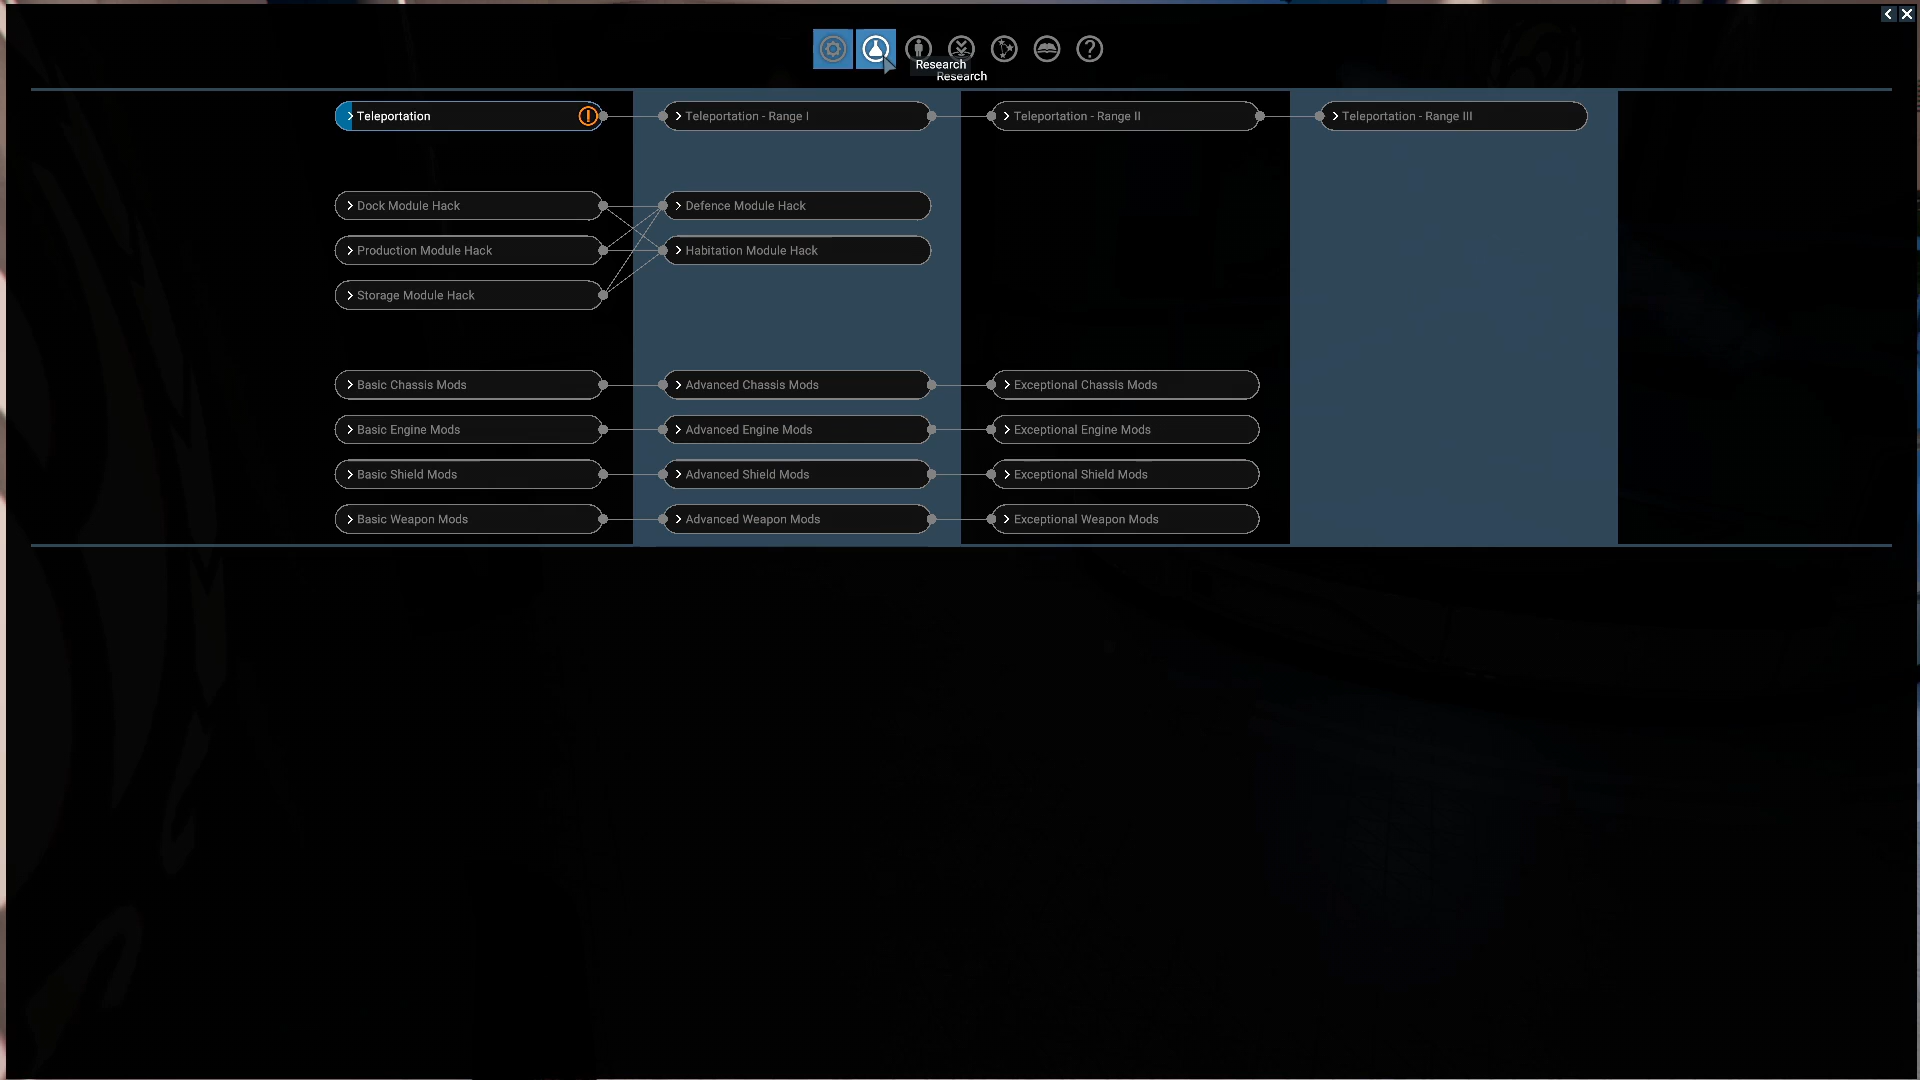 Research
Research
Teleportation
Teleportation - Range I
Teleportation - Range II
Teleportation - Range III
Dock Module Hack
Defence Module Hack
Production Module Hack
Habitation Module Hack
Storage Module Hack
Basic Chassis Mods
Advanced Chassis Mods
Exceptional Chassis Mods
Basic Engine Mods
Advanced Engine Mods
Exceptional Engine Mods
Basic Shield Mods
Advanced Shield Mods
Exceptional Shield Mods
Basic Weapon Mods
Advanced Weapon Mods
Exceptional Weapon Mods